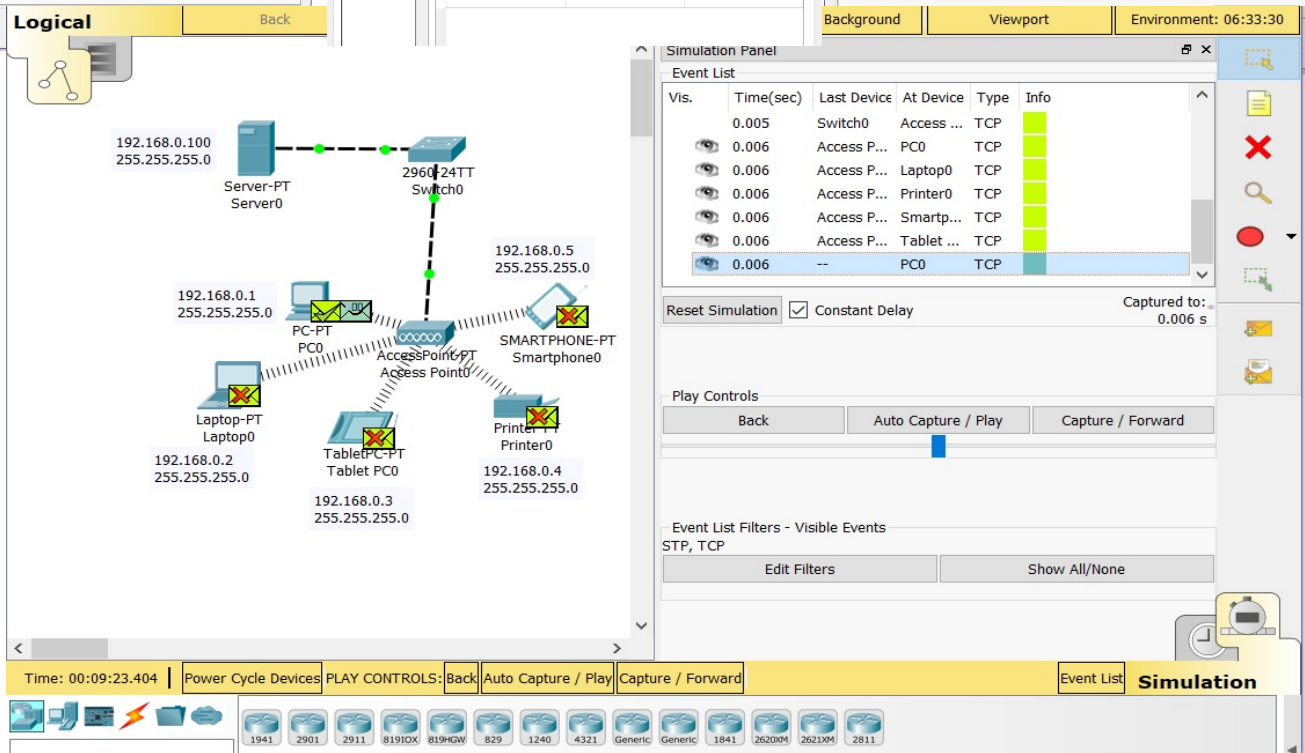 Logical
Back
Background
Viewport
Environment: 06:33:30
Simulation Panel
Event List
Vis. Time(sec) Last Device At Device Type Info
0.005 Switch0 Access ... TCP
0.006 Access P... PC0 TCP
0.006 Access P... Laptop0 TCP
0.006 Access P... Printer0 TCP
0.006 Access P... Smartp... TCP
0.006 Access P... Tablet ... TCP
0.006 -- PC0 TCP
Reset Simulation
Constant Delay
Captured to:
0.006 s
Play Controls
Back
Auto Capture / Play
Capture / Forward
Event List Filters - Visible Events
STP, TCP
Edit Filters
Show All/None
192.168.0.100
255.255.255.0
Server-PT
Server0
2960-24TT
Switch0
192.168.0.5
255.255.255.0
192.168.0.1
255.255.255.0
PC-PT
PC0
AccessPoint-PT
Access Point0
SMARTPHONE-PT
Smartphone0
Laptop-PT
Laptop0
192.168.0.2
255.255.255.0
TabletPC-PT
Tablet PC0
192.168.0.3
255.255.255.0
Printer-PT
Printer0
192.168.0.4
255.255.255.0
Time: 00:09:23.404
Power Cycle Devices
PLAY CONTROLS:
Back
Auto Capture / Play
Capture / Forward
Event List
Simulation
1941
2901
2911
819IOX
819HGW
829
1240
4321
Generic
Generic
1841
2620XM
2621XM
2811